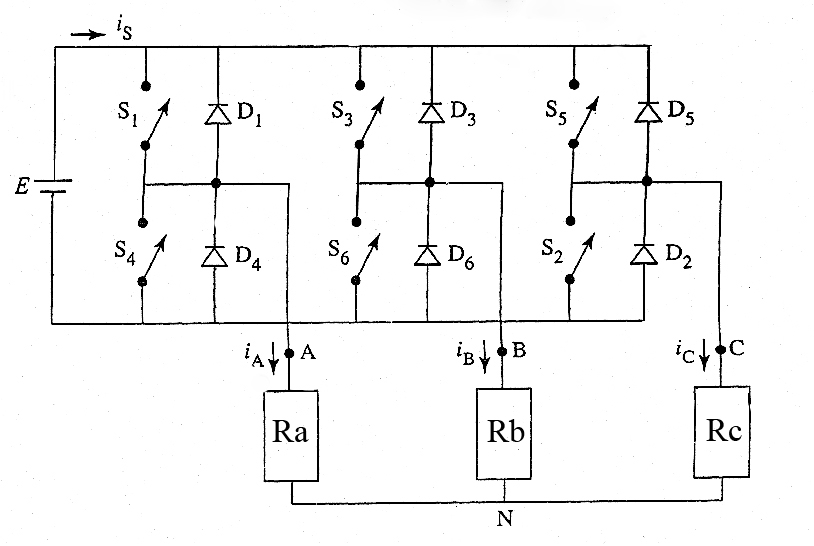 iS
S1 D1 S3 D3 S5 D5
E
S4 D4 S6 D6 S2 D2
iA A iB B iC C
Ra Rb Rc
N